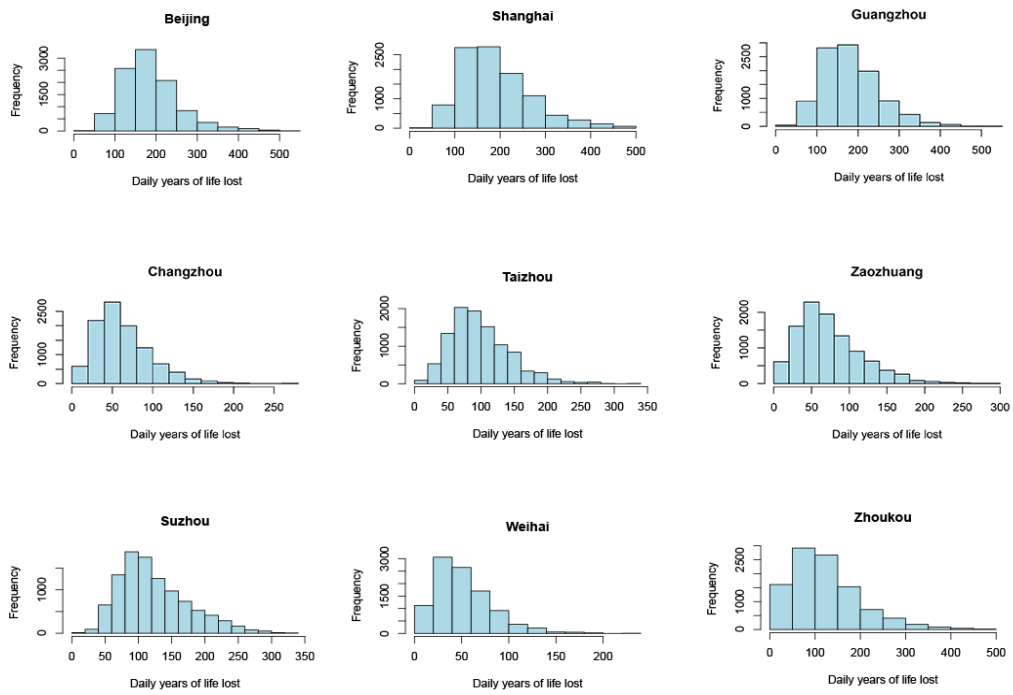 Beijing
Frequency
0 1500 3000
0 100 200 300 400 500
Daily years of life lost
Shanghai
Frequency
0 1000 2500
0 100 200 300 400 500
Daily years of life lost
Guangzhou
Frequency
0 1000 2500
0 100 200 300 400 500
Daily years of life lost
Changzhou
Frequency
0 1000 2500
0 50 100 150 200 250
Daily years of life lost
Taizhou
Frequency
0 1000 2000
0 50 100 150 200 250 300 350
Daily years of life lost
Zaozhuang
Frequency
0 1000 2000
0 50 100 150 200 250 300
Daily years of life lost
Suzhou
Frequency
0 1000
0 50 100 150 200 250 300 350
Daily years of life lost
Weihai
Frequency
0 1500 3000
0 50 100 150 200
Daily years of life lost
Zhoukou
Frequency
0 1000 2500
0 100 200 300 400 500
Daily years of life lost